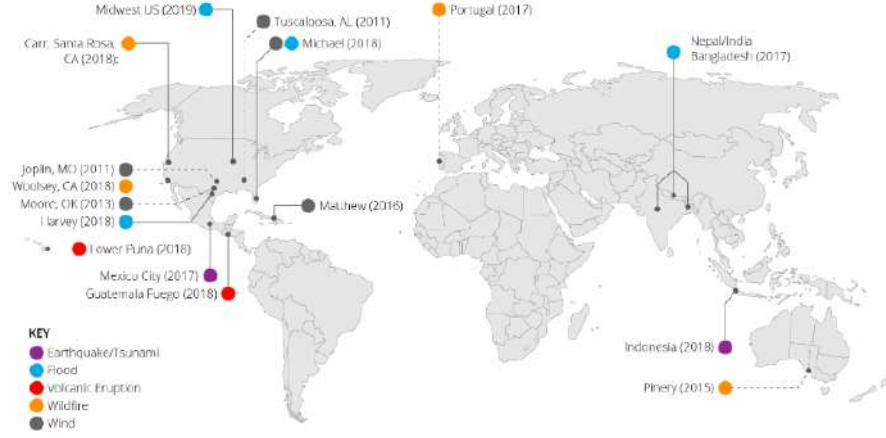 Midwest US (2019)
Tuscaloosa, AL (2011)
Portugal (2017)
Carr, Santa Rosa,
CA (2018):
Michael (2018)
Nepal/India
Bangladesh (2017)
Joplin, MO (2011)
Woolsey, CA (2018)
Moore, OK (2013)
Harvey (2018)
Matthew (2016)
Lower Puna (2018)
Mexico City (2017)
Guatemala Fuego (2018)
Indonesia (2018)
Pinery (2015)
KEY
Earthquake/Tsunami
Flood
Volcanic Eruption
Wildfire
Wind